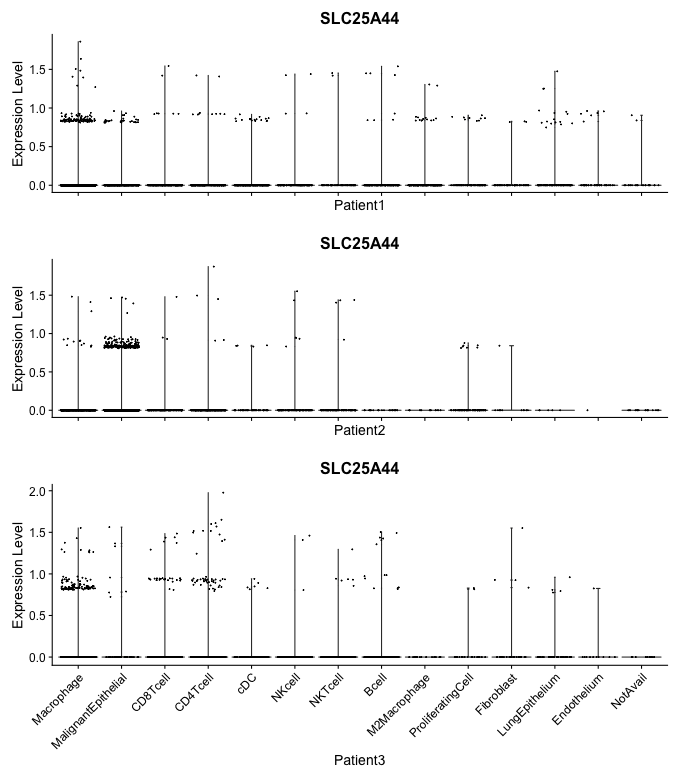 SLC25A44
Expression Level
1.5
1.0
0.5
0.0
Patient1
SLC25A44
Expression Level
1.5
1.0
0.5
0.0
Patient2
SLC25A44
Expression Level
2.0
1.5
1.0
0.5
0.0
Macrophage
MalignantEpithelial
CD8Tcell
CD4Tcell
cDC
NKcell
NKTcell
Bcell
M2Macrophage
ProliferatingCell
Fibroblast
LungEpithelium
Endothelium
NotAvail
Patient3